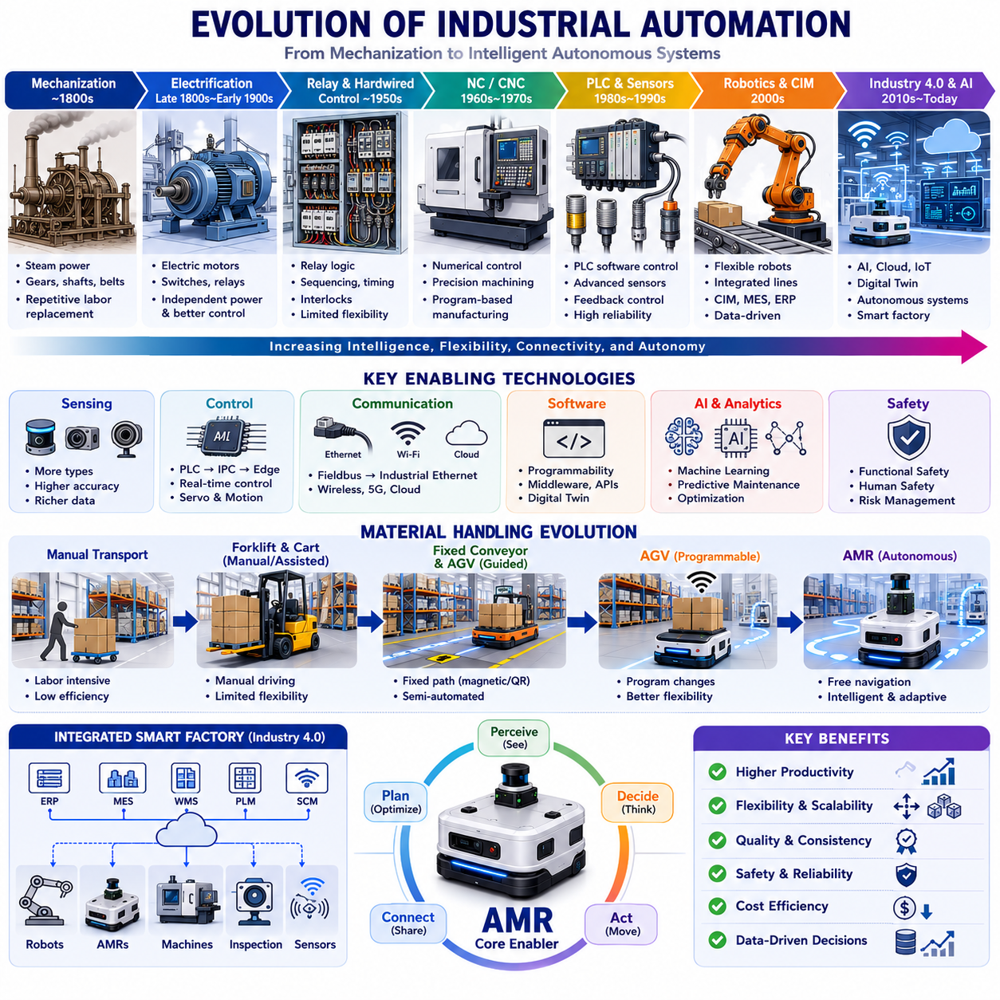 EVOLUTION OF INDUSTRIAL AUTOMATION
From Mechanization to Intelligent Autonomous Systems
Mechanization
~1800s
Electrification
Late 1800s~Early 1900s
Relay & Hardwired
Control ~1950s
NC / CNC
1960s~1970s
PLC & Sensors
1980s~1990s
Robotics & CIM
2000s
Industry 4.0 & AI
2010s~Today
• Steam power
• Gears, shafts, belts
• Repetitive labor
replacement
• Electric motors
• Switches, relays
• Independent power
& better control
• Relay logic
• Sequencing, timing
• Interlocks
• Limited flexibility
• Numerical control
• Precision machining
• Program-based
manufacturing
• PLC software control
• Advanced sensors
• Feedback control
• High reliability
• Flexible robots
• Integrated lines
• CIM, MES, ERP
• Data-driven
• AI, Cloud, IoT
• Digital Twin
• Autonomous systems
• Smart factory
Increasing Intelligence, Flexibility, Connectivity, and Autonomy
KEY ENABLING TECHNOLOGIES
Sensing
• More types
• Higher accuracy
• Richer data
Control
• PLC → IPC → Edge
• Real-time control
• Servo & Motion
Communication
Ethernet
Wi-Fi
Cloud
• Fieldbus → Industrial Ethernet
• Wireless, 5G, Cloud
Software
</>
• Programmability
• Middleware, APIs
• Digital Twin
AI & Analytics
AI
• Machine Learning
• Predictive Maintenance
• Optimization
Safety
• Functional Safety
• Human Safety
• Risk Management
MATERIAL HANDLING EVOLUTION
Manual Transport
• Labor intensive
• Low efficiency
Forklift & Cart
(Manual/Assisted)
• Manual driving
• Limited flexibility
Fixed Conveyor
& AGV (Guided)
• Fixed path (magnetic/QR)
• Semi-automated
AGV (Programmable)
• Program changes
• Better flexibility
AMR (Autonomous)
• Free navigation
• Intelligent & adaptive
INTEGRATED SMART FACTORY (Industry 4.0)
ERP
MES
WMS
PLM
SCM
Robots
AMRs
Machines
Inspection
Sensors
Perceive
(See)
Plan
(Optimize)
Decide
(Think)
Connect
(Share)
Act
(Move)
AMR
Core Enabler
KEY BENEFITS
Higher Productivity
Flexibility & Scalability
Quality & Consistency
Safety & Reliability
Cost Efficiency
$
Data-Driven Decisions